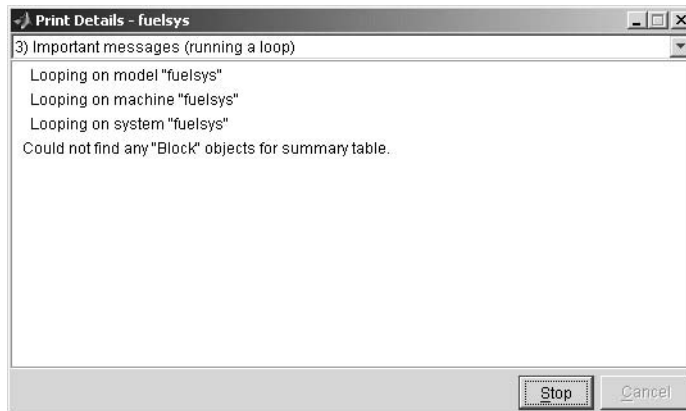 Print Details - fuelsys
3) Important messages (running a loop)
Looping on model "fuelsys"
Looping on machine "fuelsys"
Looping on system "fuelsys"
Could not find any "Block" objects for summary table.
Stop Cancel